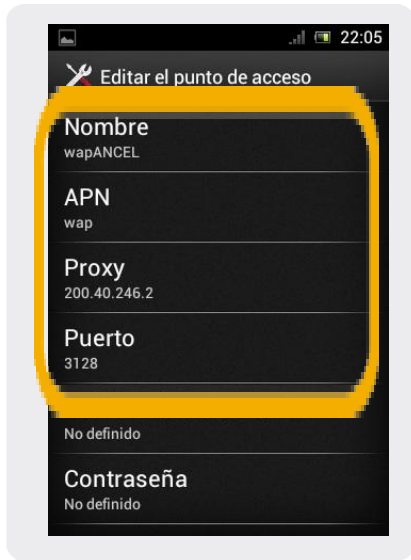 22:05
Editar el punto de acceso
Nombre
wapANCEL
APN
wap
Proxy
200.40.246.2
Puerto
3128
No definido
Contraseña
No definido